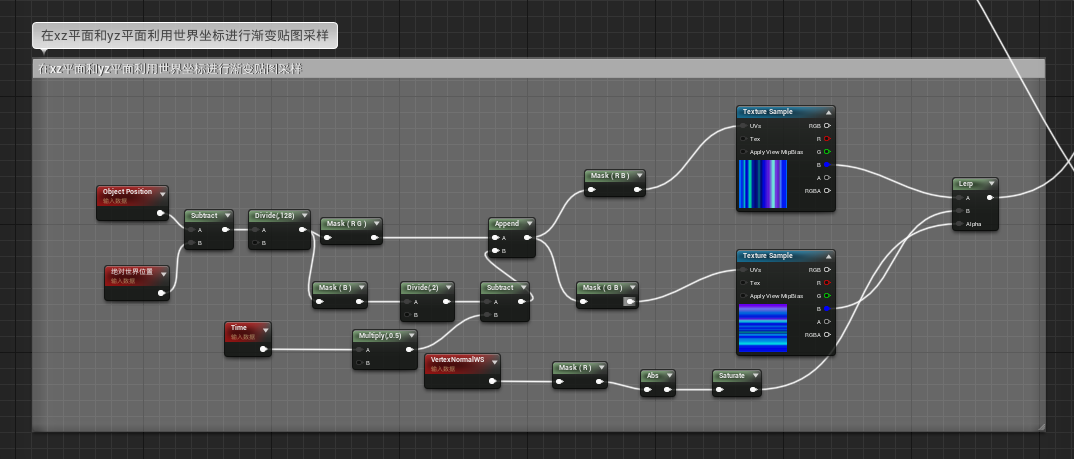 在xz平面和yz平面利用世界坐标进行渐变贴图采样
在xz平面和yz平面利用世界坐标进行渐变贴图采样
Texture Sample
UVs RGB
Tex R
Apply View MipBias G
B
A
RGBA
Object Position
输入数据
Subtract
A
B
Divide(,128)
A
B
Mask ( R G )
Append
A
B
Mask ( R B )
Lerp
A
B
Alpha
绝对世界位置
输入数据
Mask ( B )
Divide(,2)
A
B
Subtract
A
B
Mask ( G B )
Texture Sample
UVs RGB
Tex R
Apply View MipBias G
B
A
RGBA
Time
输入数据
Multiply(,0.5)
A
B
VertexNormalWS
输入数据
Mask ( R )
Abs
Saturate